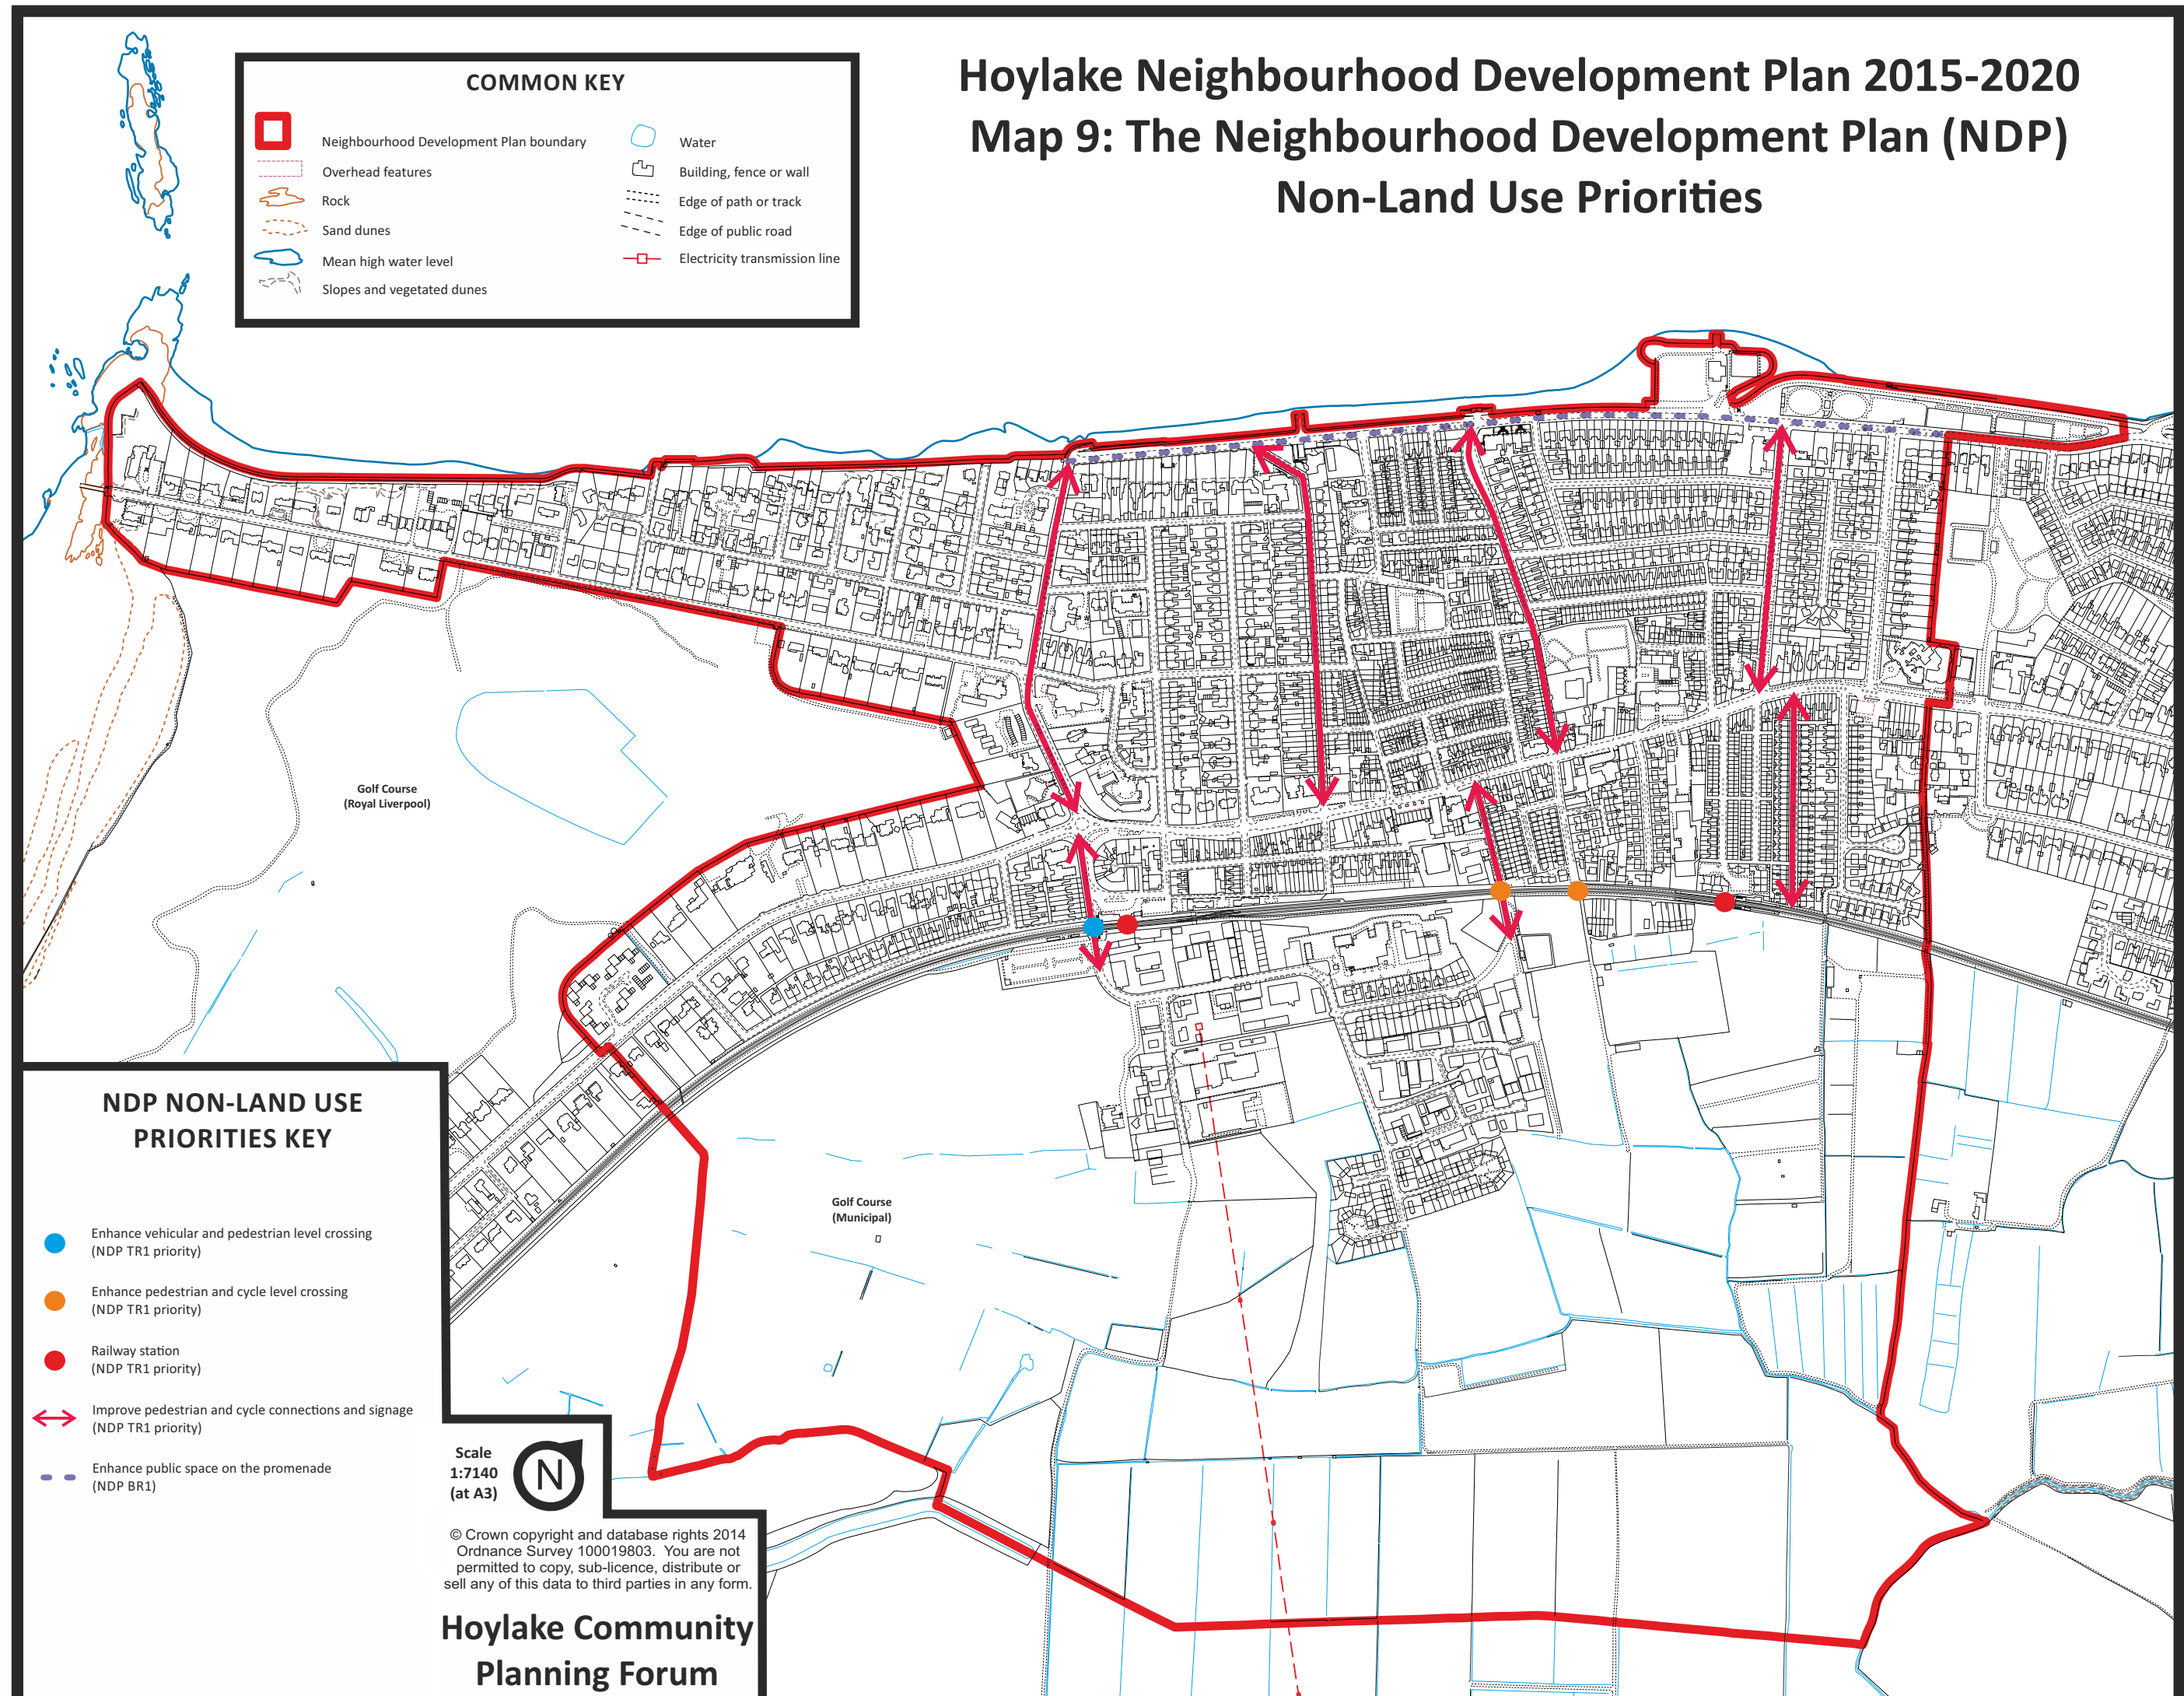 Hoylake Neighbourhood Development Plan 2015-2020
Map 9: The Neighbourhood Development Plan (NDP)
Non-Land Use Priorities
COMMON KEY
Neighbourhood Development Plan boundary
Overhead features
Rock
Sand dunes
Mean high water level
Slopes and vegetated dunes
Water
Building, fence or wall
Edge of path or track
Edge of public road
Electricity transmission line
Golf Course
(Royal Liverpool)
Golf Course
(Municipal)
NDP NON-LAND USE
PRIORITIES KEY
Enhance vehicular and pedestrian level crossing
(NDP TR1 priority)
Enhance pedestrian and cycle level crossing
(NDP TR1 priority)
Railway station
(NDP TR1 priority)
Improve pedestrian and cycle connections and signage
(NDP TR1 priority)
Enhance public space on the promenade
(NDP BR1)
Scale
1:7140
(at A3)
N
© Crown copyright and database rights 2014
Ordnance Survey 100019803. You are not
permitted to copy, sub-licence, distribute or
sell any of this data to third parties in any form.
Hoylake Community
Planning Forum